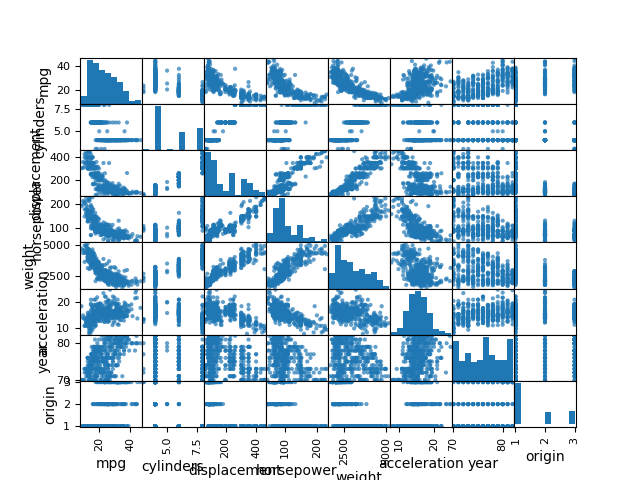 40
20
mpg
7.5
5.0
cylinders
400
200
displacement
200
100
horsepower
5000
2500
weight
20
10
acceleration
80
70
year
3
2
1
origin
20 40 5.0 7.5 200 400 100 200 2500 5000 10 20 70 80 1 2 3
mpg cylinders displacement horsepower weight acceleration year origin